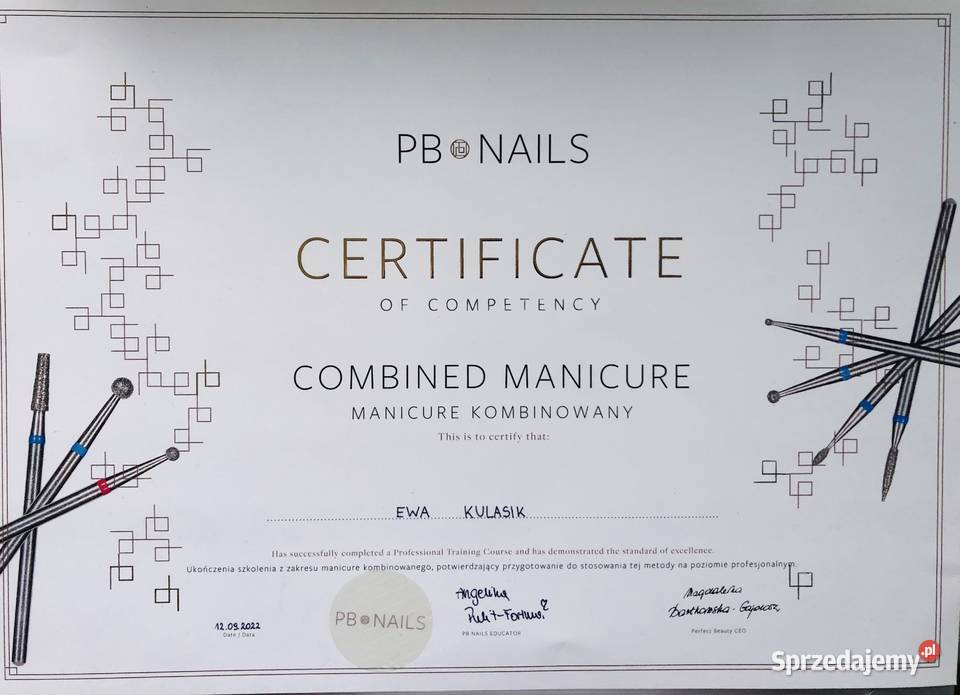 PB NAILS
CERTIFICATE
OF COMPETENCY
COMBINED MANICURE
MANICURE KOMBINOWANY
This is to certify that:
EWA KULASIK
Has successfully completed a Professional Training Course and has demonstrated the standard of excellence.
Ukończenia szkolenia z zakresu manicure kombinowanego, potwierdzający przygotowanie do stosowania tej metody na poziomie profesjonalnym.
PB NAILS
12.09.2022
Date / Data
Angelika
PB NAILS EDUCATOR
Magdalena
Perfect Beauty CEO
Sprzedajemy.pl